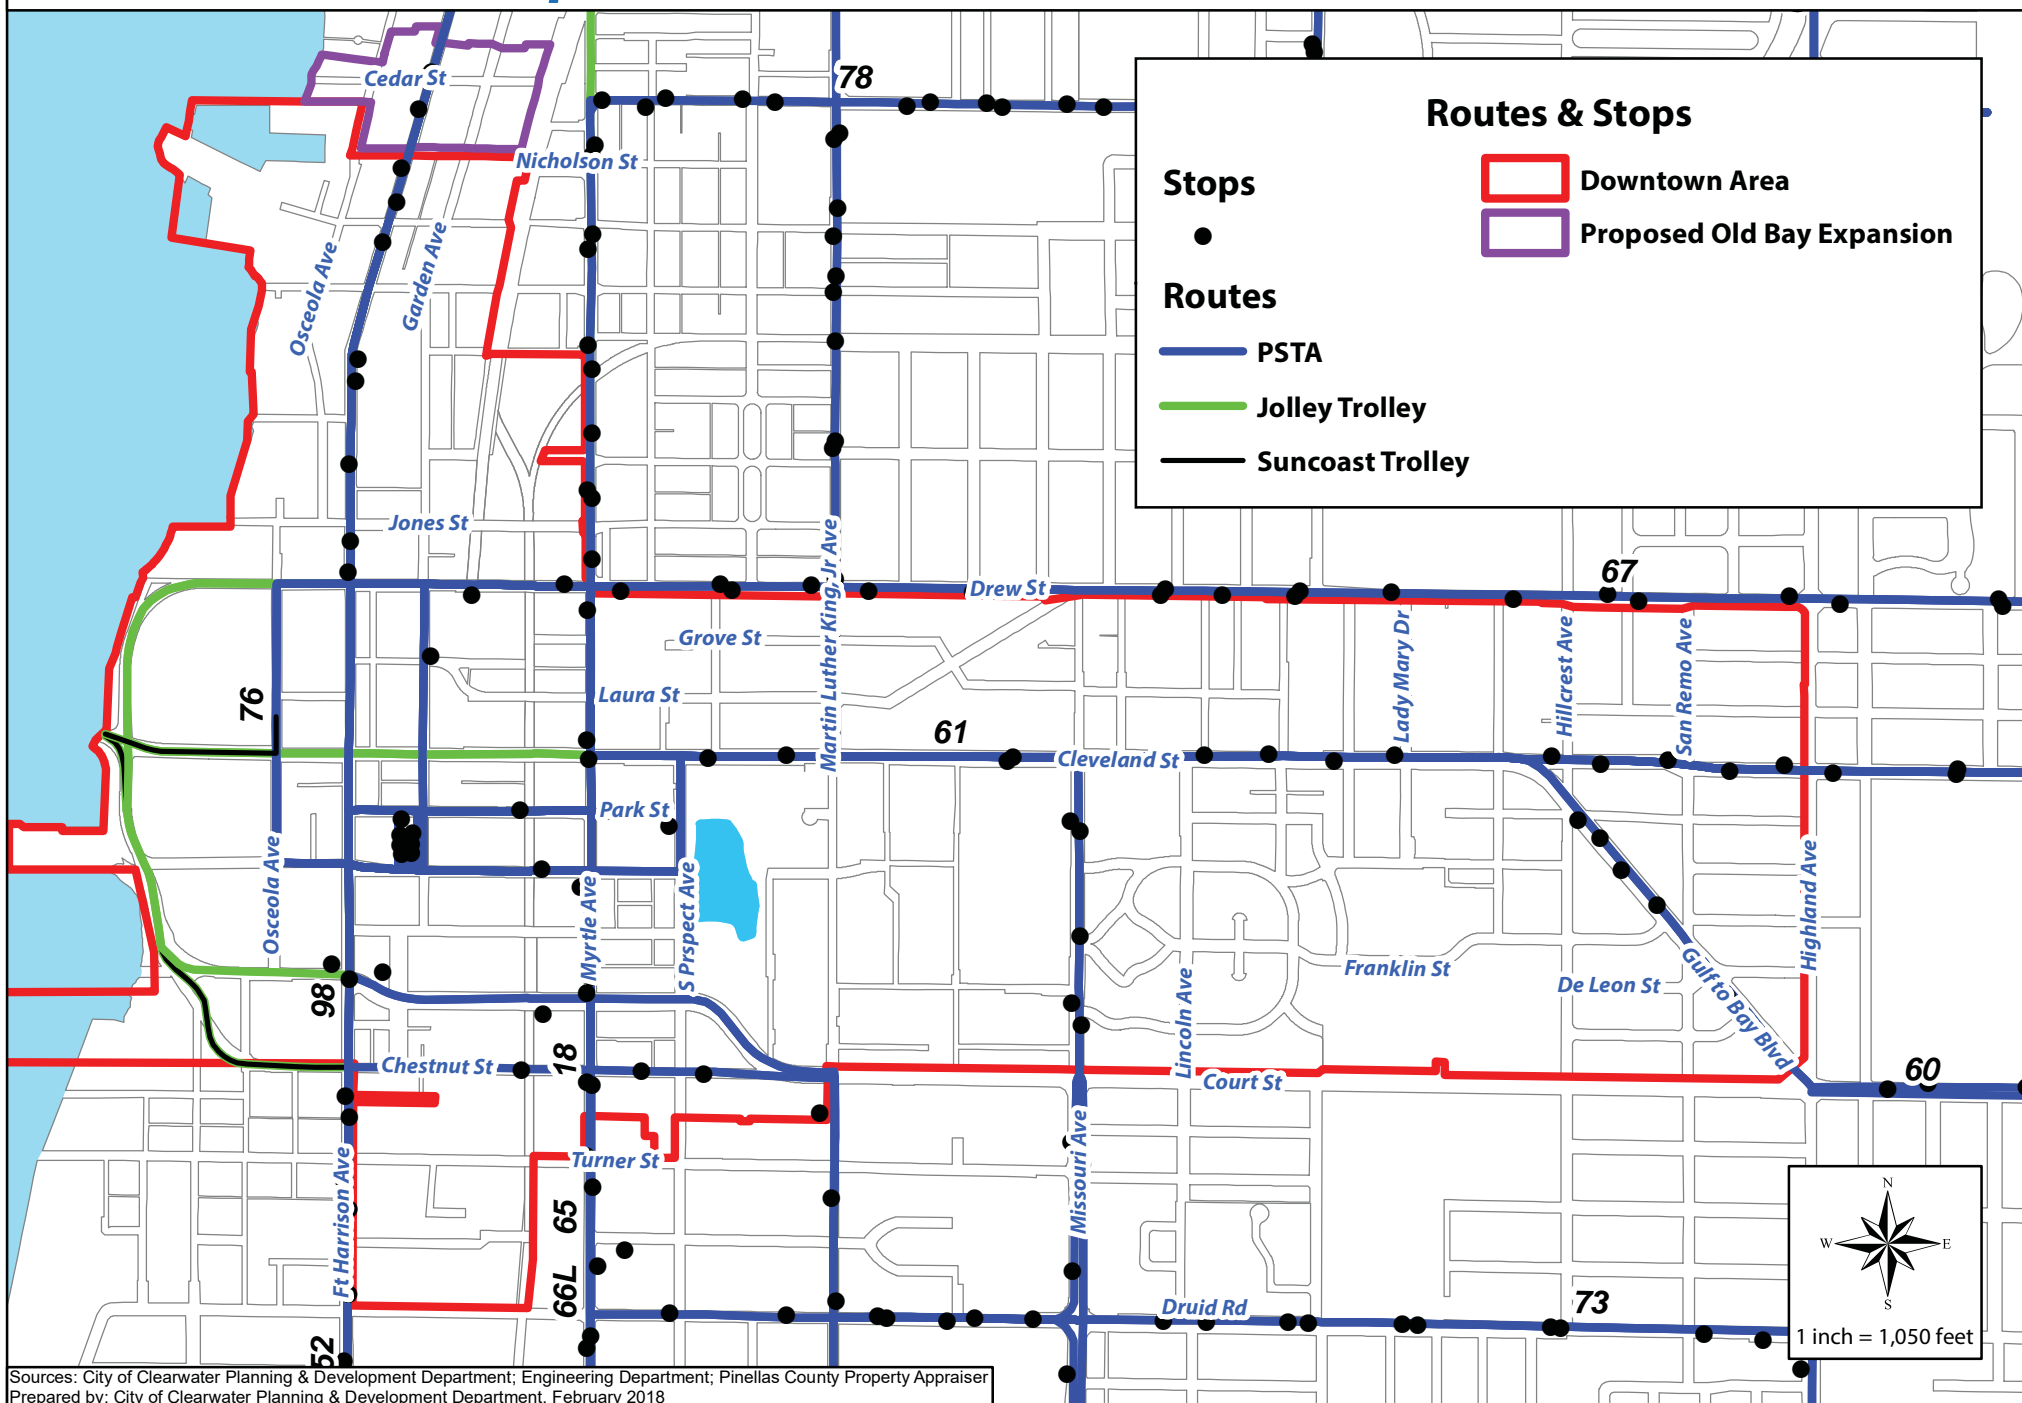 Routes & Stops
Stops
Routes
PSTA
Jolley Trolley
Suncoast Trolley
Downtown Area
Proposed Old Bay Expansion
Cedar St
78
Nicholson St
Osceola Ave
Garden Ave
Jones St
Martin Luther King, Jr Ave
Drew St
67
Grove St
Lady Mary Dr
Hillcrest Ave
San Remo Ave
76
Laura St
61
Cleveland St
Park St
Osceola Ave
Myrtle Ave
S Prspect Ave
Highland Ave
Franklin St
De Leon St
Gulf to Bay Blvd
98
Lincoln Ave
18
Chestnut St
Court St
60
Missouri Ave
Turner St
Ft Harrison Ave
65
66L
Druid Rd
73
52
N
W
E
S
1 inch = 1,050 feet
Sources: City of Clearwater Planning & Development Department; Engineering Department; Pinellas County Property Appraiser
Prepared by: City of Clearwater Planning & Development Department, February 2018